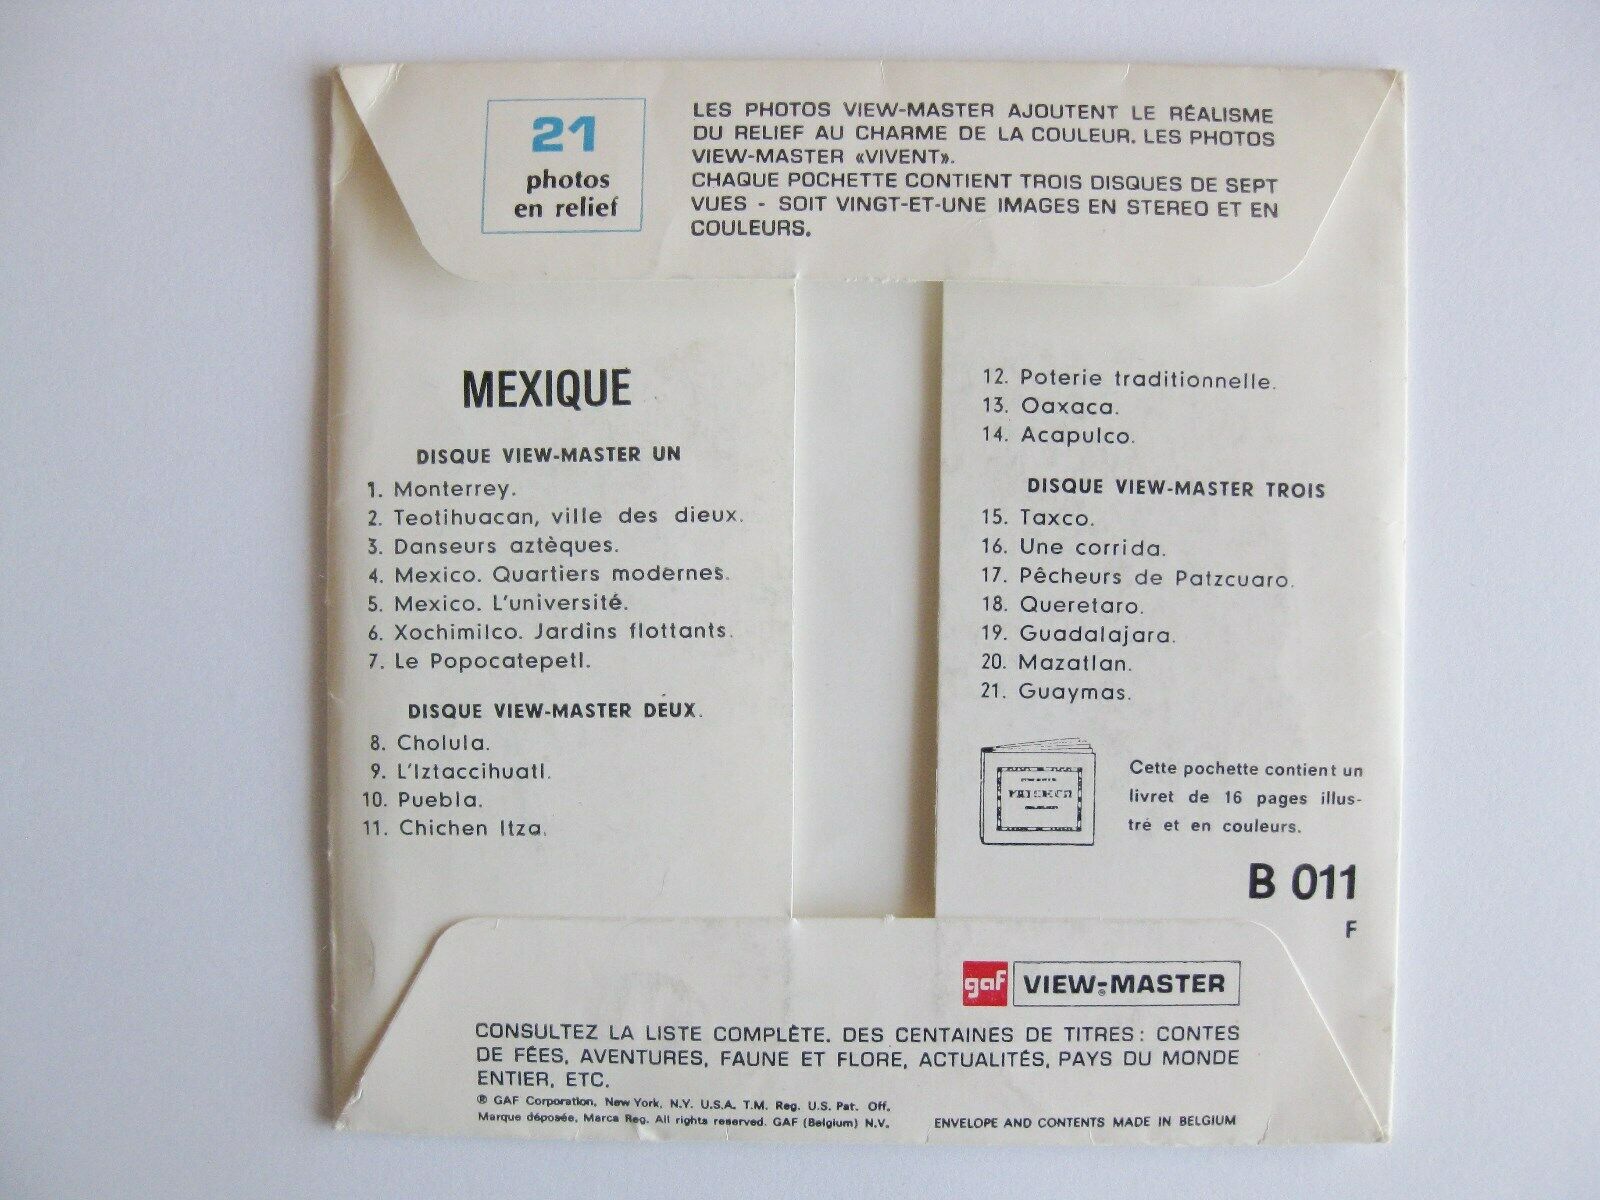 21
photos
en relief
LES PHOTOS VIEW-MASTER AJOUTENT LE RÉALISME
DU RELIEF AU CHARME DE LA COULEUR. LES PHOTOS
VIEW-MASTER «VIVENT».
CHAQUE POCHETTE CONTIENT TROIS DISQUES DE SEPT
VUES - SOIT VINGT-ET-UNE IMAGES EN STEREO ET EN
COULEURS.
MEXIQUE
DISQUE VIEW-MASTER UN
1. Monterrey.
2. Teotihuacan, ville des dieux.
3. Danseurs aztèques.
4. Mexico. Quartiers modernes.
5. Mexico. L'université.
6. Xochimilco. Jardins flottants.
7. Le Popocatepetl.
DISQUE VIEW-MASTER DEUX.
8. Cholula.
9. L'Iztaccihuatl.
10. Puebla.
11. Chichen Itza.
12. Poterie traditionnelle.
13. Oaxaca.
14. Acapulco.
DISQUE VIEW-MASTER TROIS
15. Taxco.
16. Une corrida.
17. Pêcheurs de Patzcuaro.
18. Queretaro.
19. Guadalajara.
20. Mazatlan.
21. Guaymas.
Cette pochette contient un
livret de 16 pages illus-
tré et en couleurs.
B 011
F
gaf VIEW-MASTER
®
CONSULTEZ LA LISTE COMPLÈTE. DES CENTAINES DE TITRES: CONTES
DE FÉES, AVENTURES, FAUNE ET FLORE, ACTUALITÉS, PAYS DU MONDE
ENTIER, ETC.
® GAF Corporation, New York, N.Y. U.S.A. T.M. Reg. U.S. Pat. Off.
Marque déposée, Marca Reg. All rights reserved. GAF (Belgium) N.V.
ENVELOPE AND CONTENTS MADE IN BELGIUM